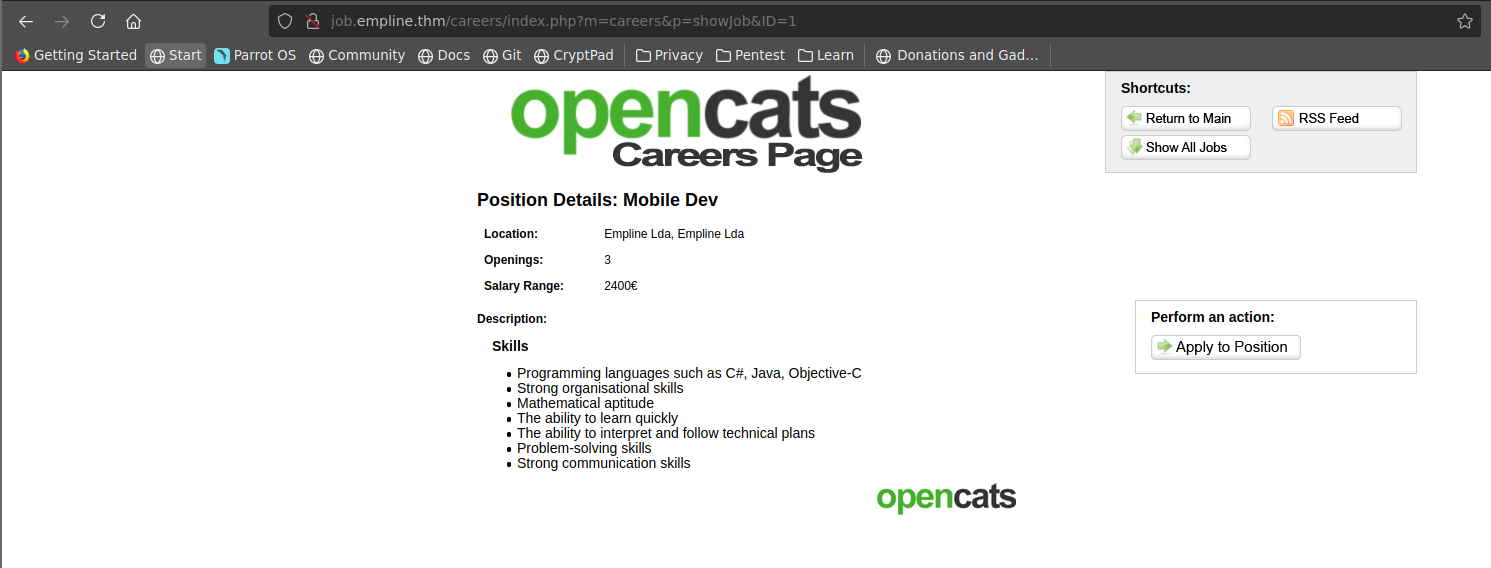 job.empline.thm/careers/index.php?m=careers&p=showJob&ID=1
Getting Started Start Parrot OS Community Docs Git CryptPad Privacy Pentest Learn Donations and Gad…
opencats
Careers Page
Shortcuts:
Return to Main RSS Feed
Show All Jobs
Position Details: Mobile Dev
Location: Empline Lda, Empline Lda
Openings: 3
Salary Range: 2400€
Description:
Perform an action:
Apply to Position
Skills
• Programming languages such as C#, Java, Objective-C
• Strong organisational skills
• Mathematical aptitude
• The ability to learn quickly
• The ability to interpret and follow technical plans
• Problem-solving skills
• Strong communication skills
opencats